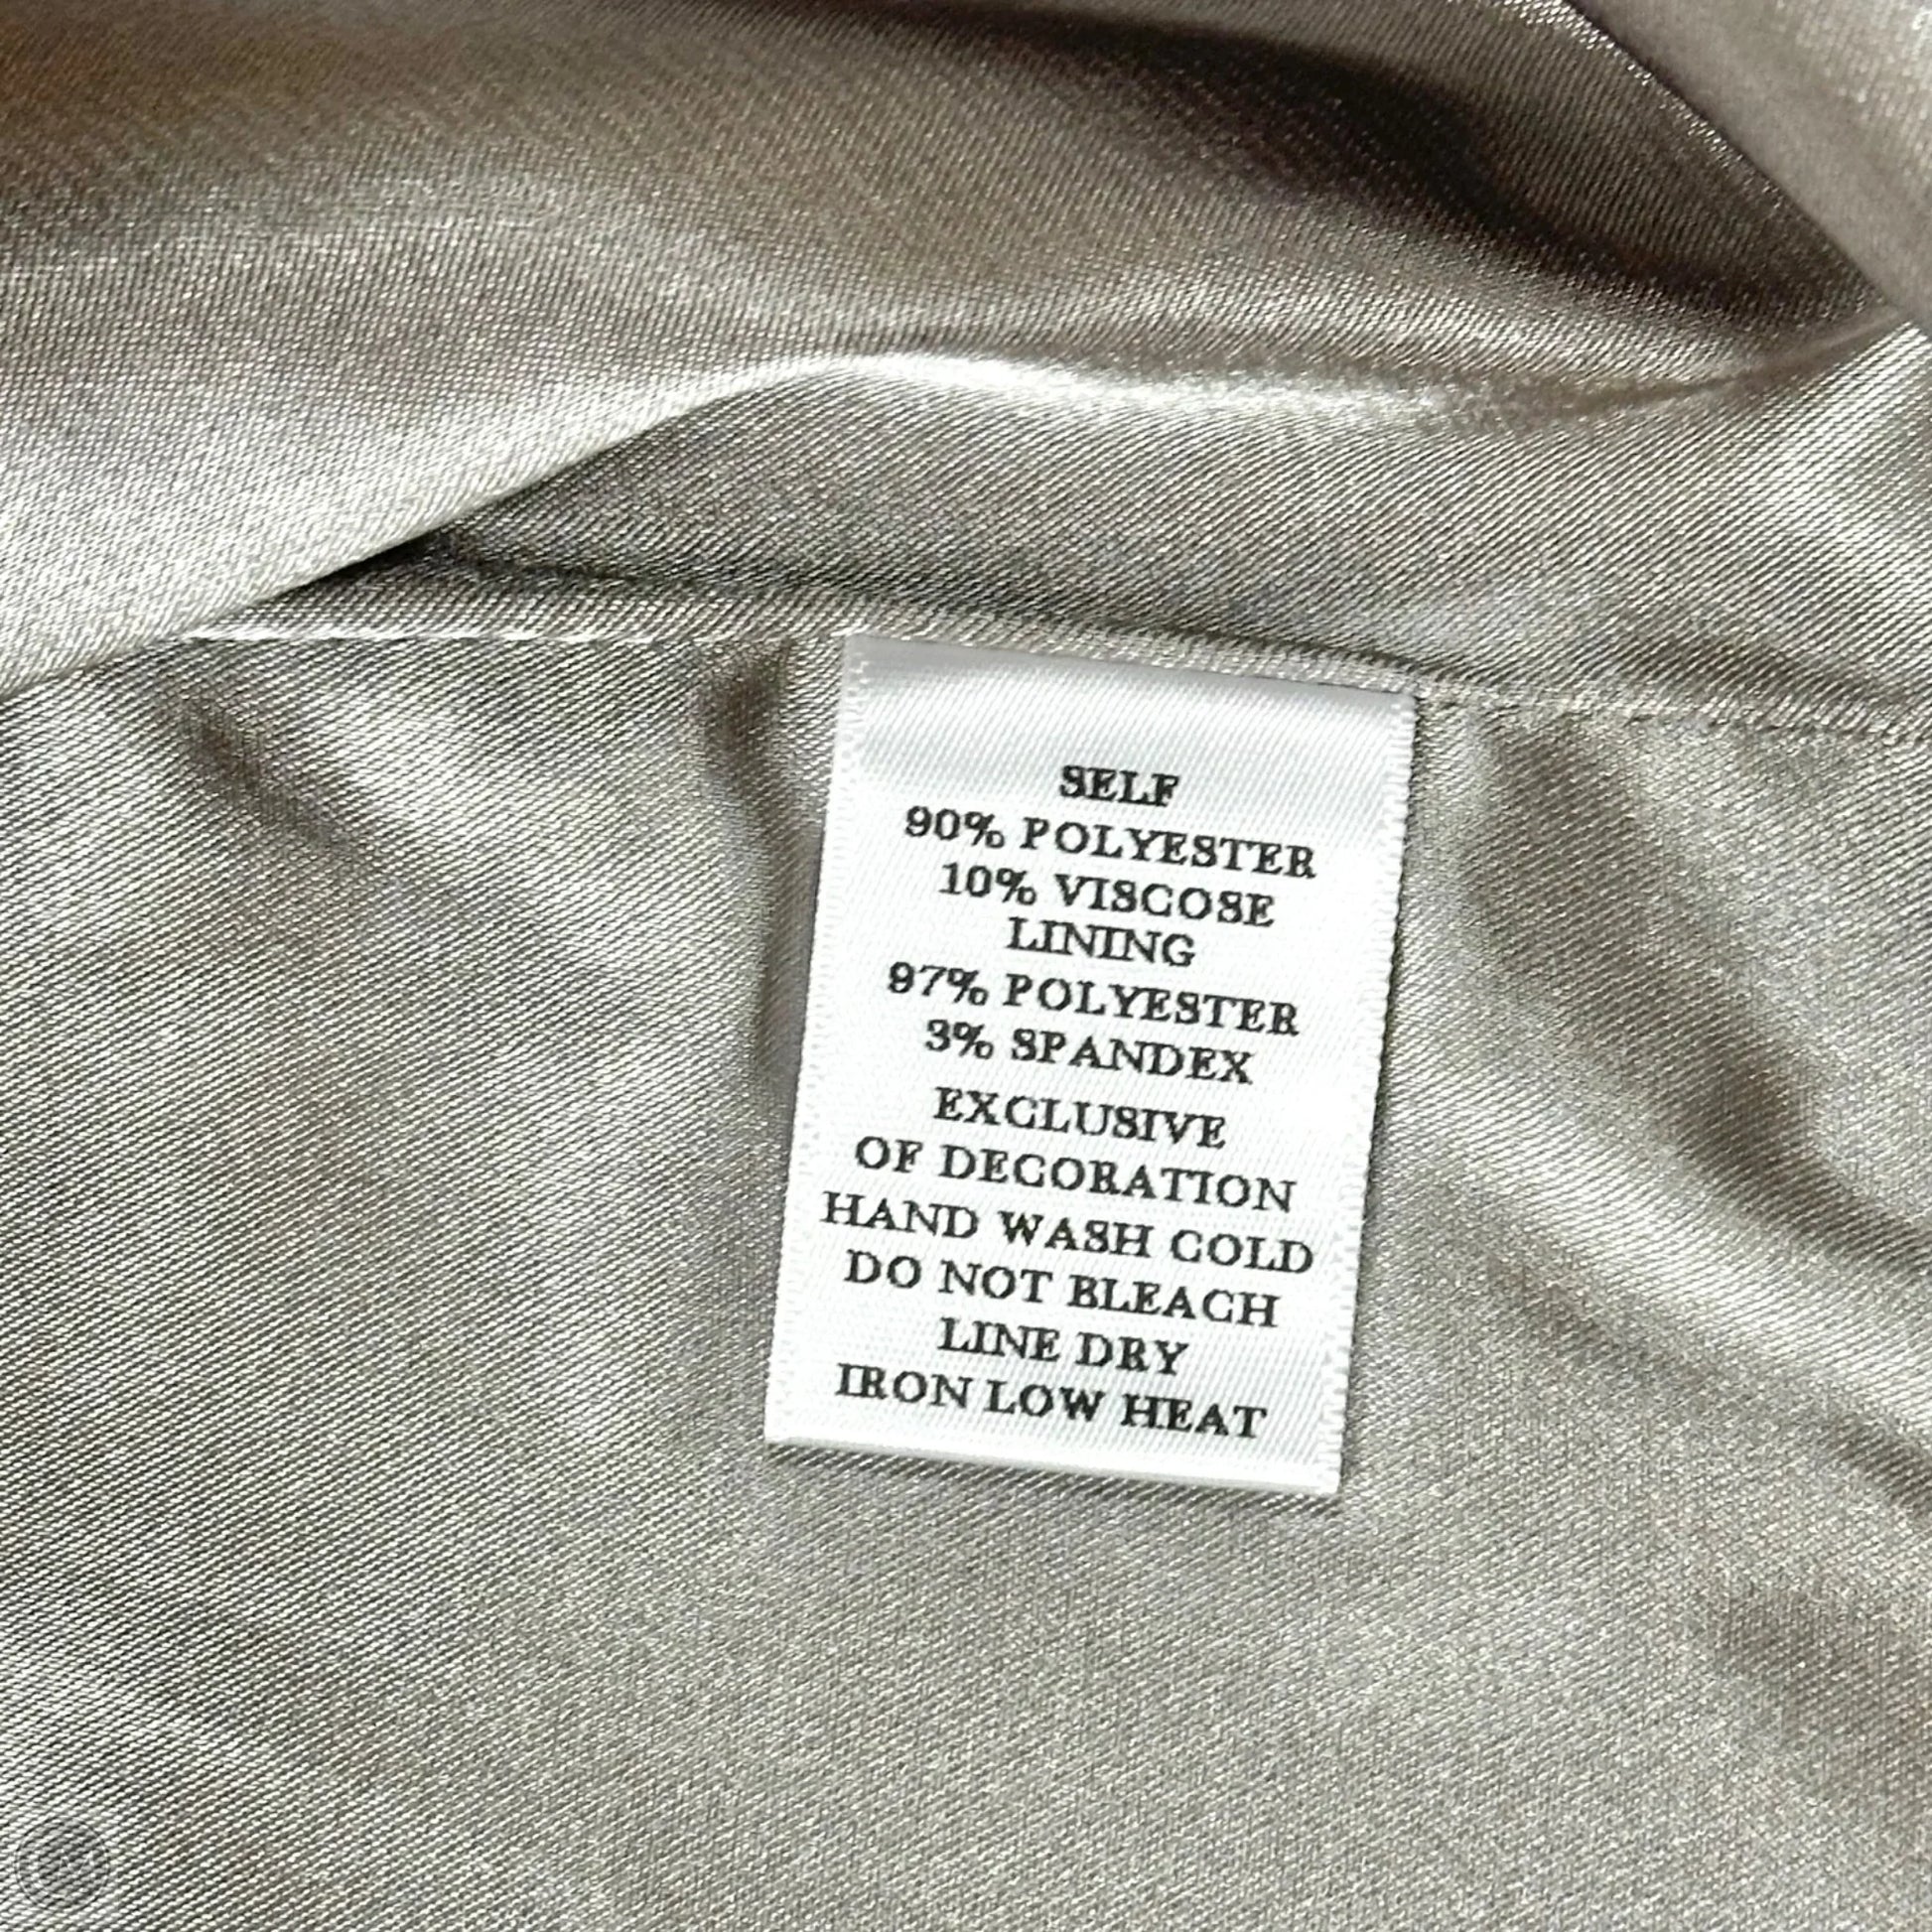 SELF
90% POLYESTER
10% VISCOSE
LINING
97% POLYESTER
3% SPANDEX
EXCLUSIVE
OF DECORATION
HAND WASH COLD
DO NOT BLEACH
LINE DRY
IRON LOW HEAT